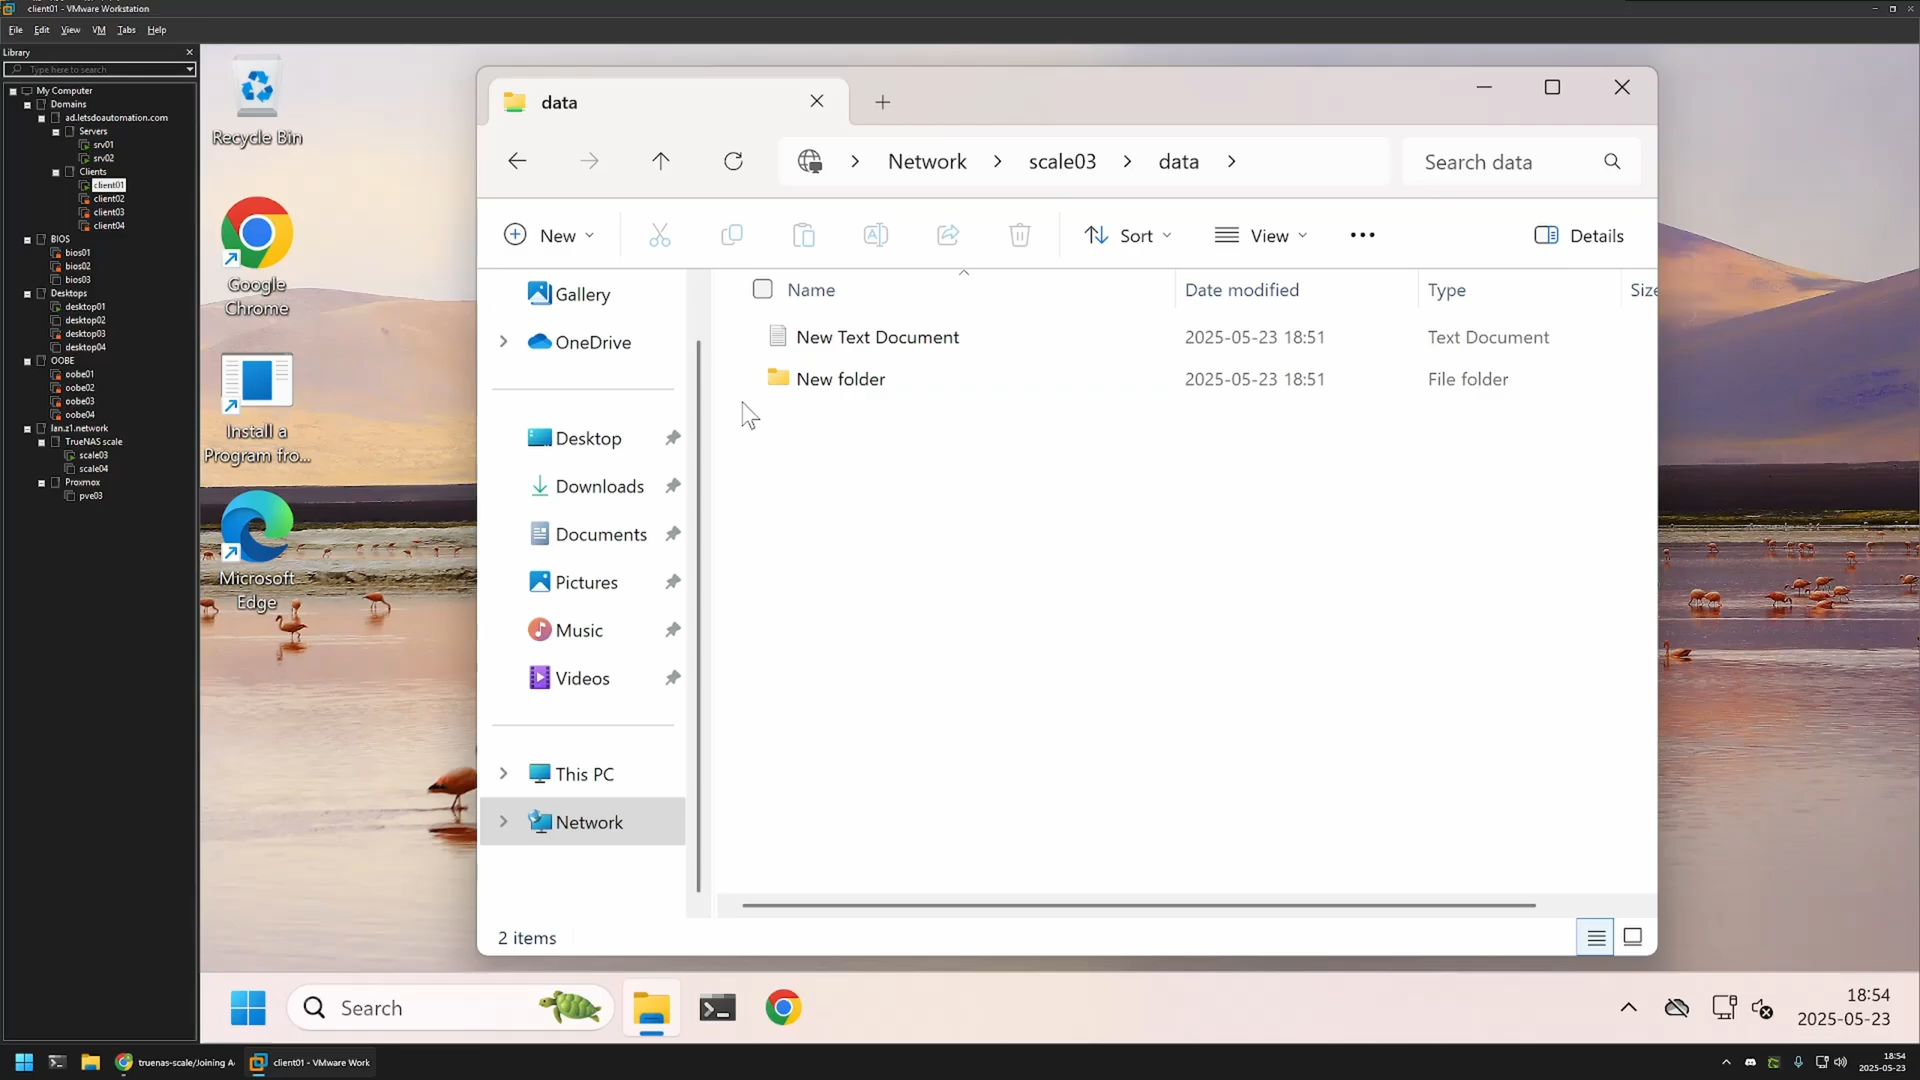 client01 - VMware Workstation
File Edit View VM Tabs Help
Library
Type here to search
My Computer
Domains
ad.letsdoautomation.com
Servers
srv01
srv02
Clients
client01
client02
client03
client04
BIOS
bios01
bios02
bios03
Desktops
desktop01
desktop02
desktop03
desktop04
OOBE
oobe01
oobe02
oobe03
oobe04
lan.z1.network
TrueNAS scale
scale03
scale04
Proxmox
pve03
Recycle Bin
Google
Chrome
Install a
Program fro...
Microsoft
Edge
data
Network scale03 data
Search data
New
Sort
View
Details
Gallery
OneDrive
Desktop
Downloads
Documents
Pictures
Music
Videos
This PC
Network
Name Date modified Type Size
New Text Document 2025-05-23 18:51 Text Document
New folder 2025-05-23 18:51 File folder
2 items
Search
18:54
2025-05-23
truenas-scale/Joining A
client01 - VMware Work
18:54
2025-05-23